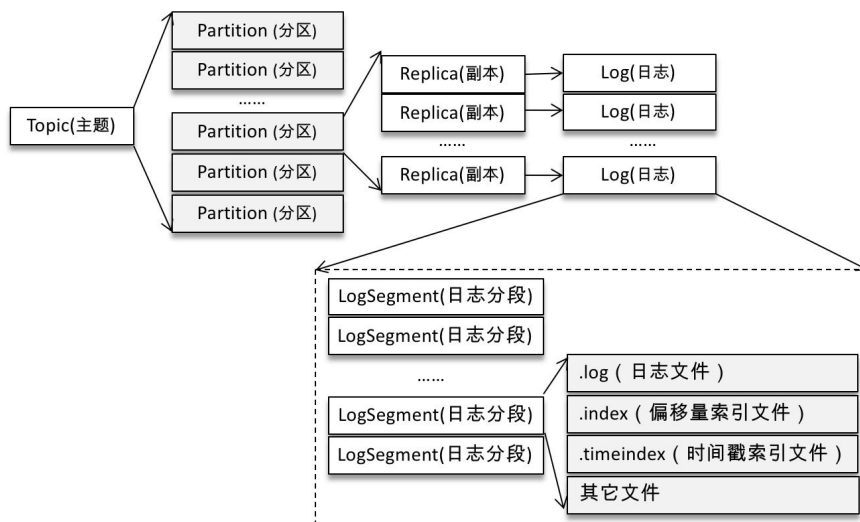 Topic(主题)
Partition (分区)
Partition (分区)
......
Partition (分区)
Partition (分区)
Partition (分区)
Replica(副本)
Replica(副本)
......
Replica(副本)
Log(日志)
Log(日志)
......
Log(日志)
LogSegment(日志分段)
LogSegment(日志分段)
......
LogSegment(日志分段)
LogSegment(日志分段)
.log（日志文件）
.index（偏移量索引文件）
.timeindex（时间戳索引文件）
其它文件